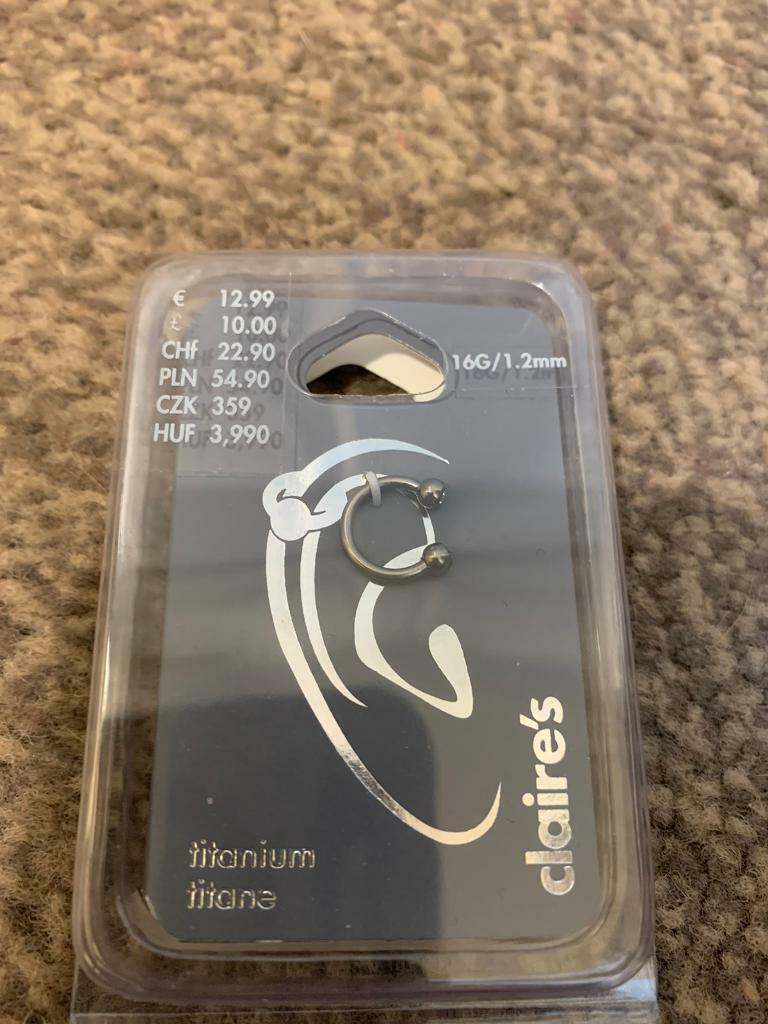 € 12.99
£ 10.00
CHf 22.90
PLN 54.90
CZK 359
HUF 3,990
16G/1.2mm
claire's
titanium
titane